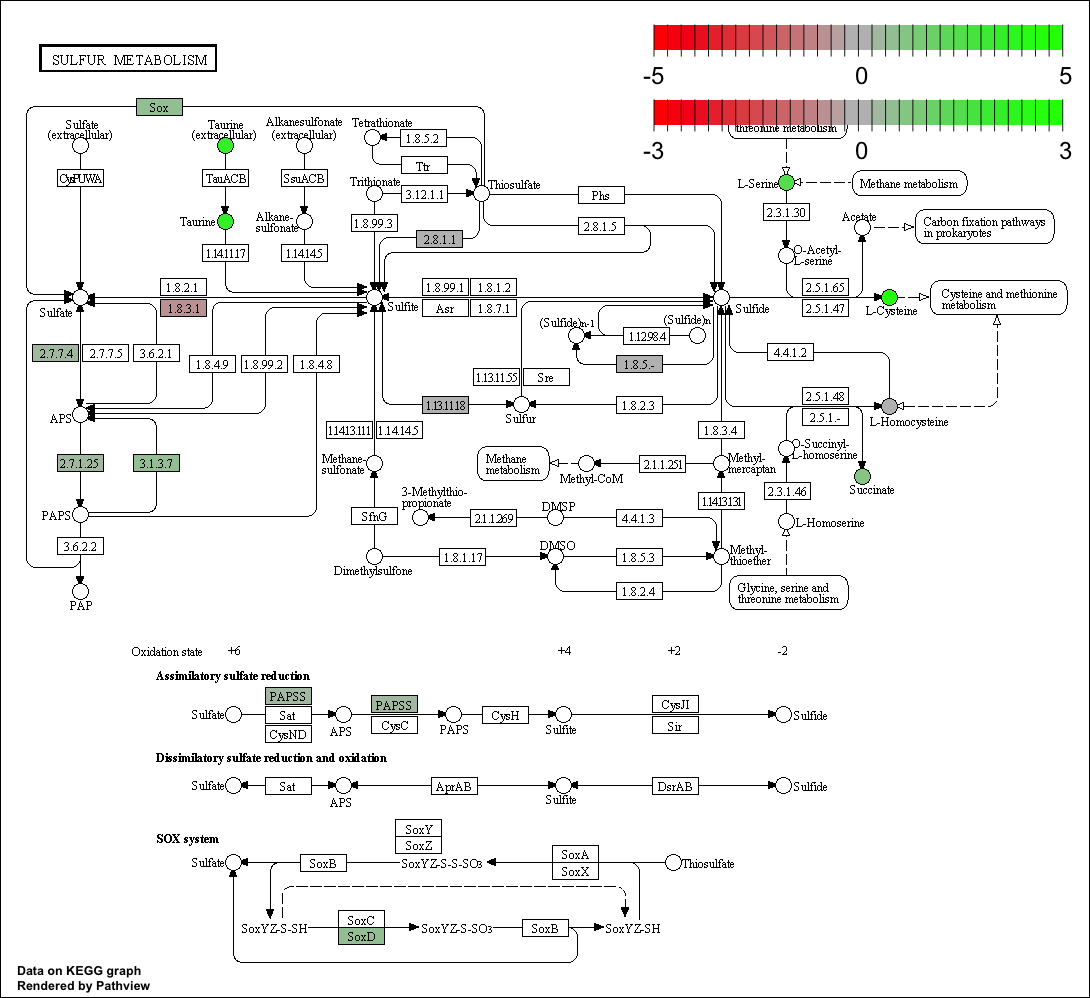 SULFUR METABOLISM
-5 0 5
-3 0 3
threonine metabolism
Sox
Sulfate
(extracellular)
Taurine
(extracellular)
Alkanesulfonate
(extracellular)
Tetrathionate
1.8.5.2
Ttr
TauACB
SsuACB
Trithionate
3.12.1.1
Thiosulfate
Phs
L-Serine
Methane metabolism
2.3.1.30
Taurine
Alkane-
sulfonate
1.8.99.3
2.8.1.1
2.8.1.5
Acetate
Carbon fixation pathways
in prokaryotes
1.14.11.17
1.14.14.5
O-Acetyl-
L-serine
1.8.2.1
1.8.3.1
1.8.99.1
1.8.1.2
Asr
1.8.7.1
2.5.1.65
2.5.1.47
Sulfate
Sulfite
Sulfide
L-Cysteine
Cysteine and methionine
metabolism
(Sulfide)n-1
(Sulfide)n
1.12.98.4
2.7.7.4
2.7.7.5
3.6.2.1
1.8.4.9
1.8.99.2
1.8.4.8
1.8.5.-
4.4.1.2
1.13.11.55
Sre
1.13.11.18
Sulfur
1.8.2.3
2.5.1.48
2.5.1.-
APS
L-Homocysteine
1.14.13.111
1.14.14.5
1.8.3.4
2.7.1.25
3.1.3.7
Methane-
sulfonate
Methane
metabolism
Methyl-CoM
2.1.1.251
Methyl-
mercaptan
O-Succinyl-
L-homoserine
Succinate
2.3.1.46
PAPS
SfnG
3-Methylthio-
propionate
2.1.1.269
DMSP
4.4.1.3
1.14.13.131
L-Homoserine
3.6.2.2
Dimethylsulfone
1.8.1.17
DMSO
1.8.5.3
Methyl-
thioether
1.8.2.4
Glycine, serine and
threonine metabolism
PAP
Oxidation state +6 +4 +2 -2
Assimilatory sulfate reduction
PAPSS
PAPSS
CysJI
Sulfate
Sat
APS
CysC
PAPS
CysH
Sulfite
Sir
Sulfide
CysND
Dissimilatory sulfate reduction and oxidation
Sulfate
Sat
APS
AprAB
Sulfite
DsrAB
Sulfide
SOX system
SoxY
SoxZ
Sulfate
SoxB
SoxYZ-S-S-SO3
SoxA
SoxX
Thiosulfate
SoxYZ-S-SH
SoxC
SoxD
SoxYZ-S-SO3
SoxB
SoxYZ-SH
Data on KEGG graph
Rendered by Pathview